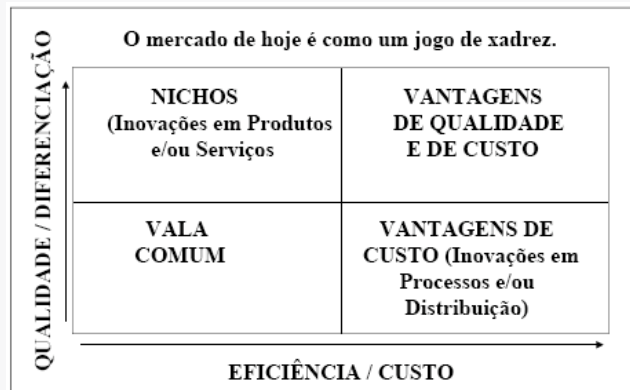 O mercado de hoje é como um jogo de xadrez.
QUALIDADE / DIFERENCIAÇÃO
NICHOS
(Inovações em Produtos
e/ou Serviços
VANTAGENS
DE QUALIDADE
E DE CUSTO
VALA
COMUM
VANTAGENS DE
CUSTO (Inovações em
Processos e/ou
Distribuição)
EFICIÊNCIA / CUSTO